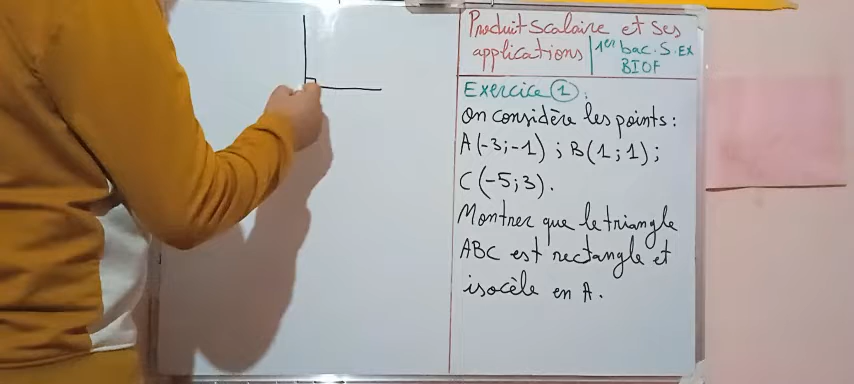 Produit scalaire et ses
applications | 1er bac. S. Ex
BIOF
Exercice 1 :
on considère les points :
A(-3;-1) ; B(1;1) ;
C(-5;3).
Montrer que le triangle
ABC est rectangle et
isocèle en A.